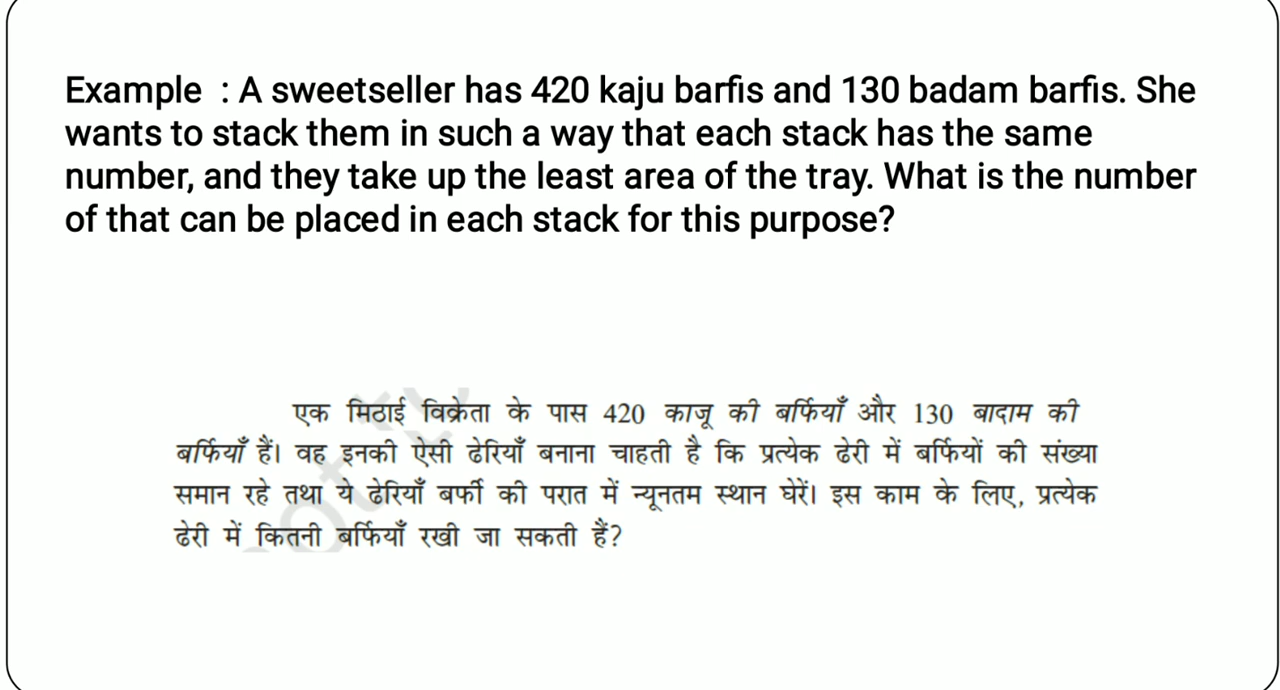 Example : A sweetseller has 420 kaju barfis and 130 badam barfis. She
wants to stack them in such a way that each stack has the same
number, and they take up the least area of the tray. What is the number
of that can be placed in each stack for this purpose?
एक मिठाई विक्रेता के पास 420 काजू की बर्फियाँ और 130 बादाम की
बर्फियाँ हैं। वह इनकी ऐसी ढेरियाँ बनाना चाहती है कि प्रत्येक ढेरी में बर्फियों की संख्या
समान रहे तथा ये ढेरियाँ बर्फी की परात में न्यूनतम स्थान घेरें। इस काम के लिए, प्रत्येक
ढेरी में कितनी बर्फियाँ रखी जा सकती हैं?